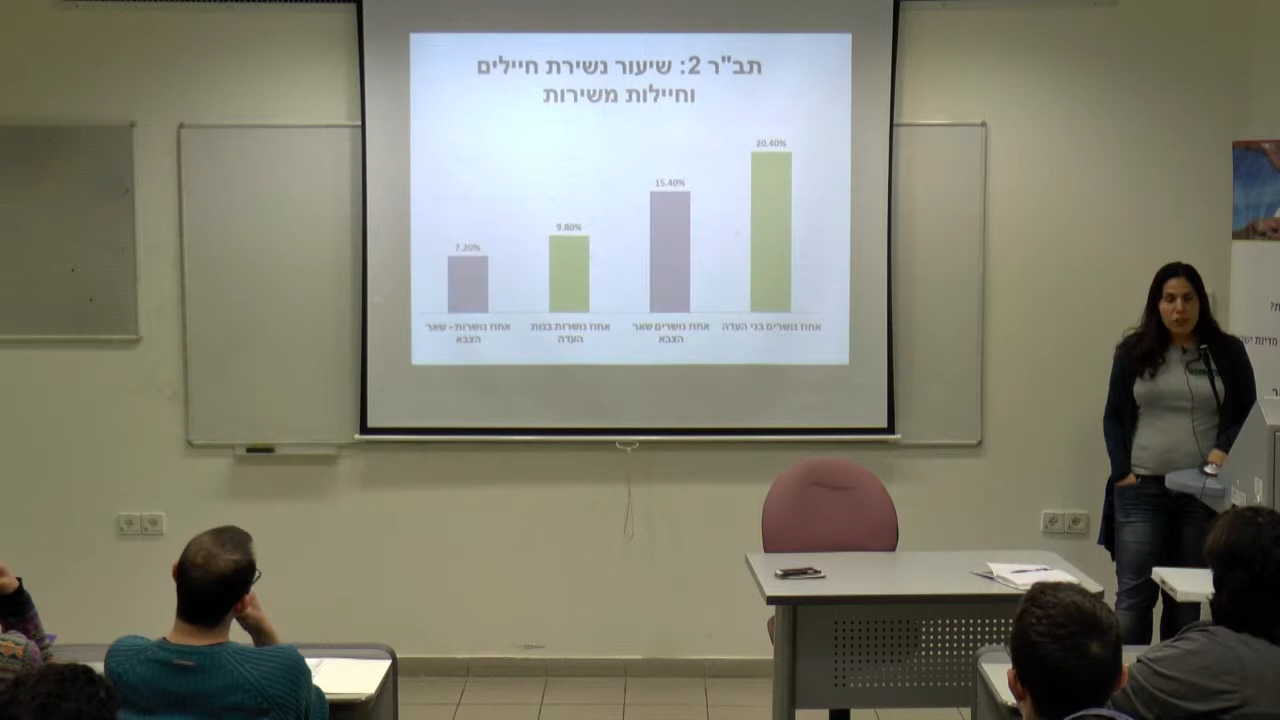 תב"ר 2: שיעור נשירת חיילים
וחיילות משירות
20.40%
15.40%
9.80%
7.20%
אחוז נושרים בני העדה
אחוז נושרים שאר
הצבא
אחוז נושרות בנות
העדה
אחוז נושרות - שאר
הצבא
מדינת